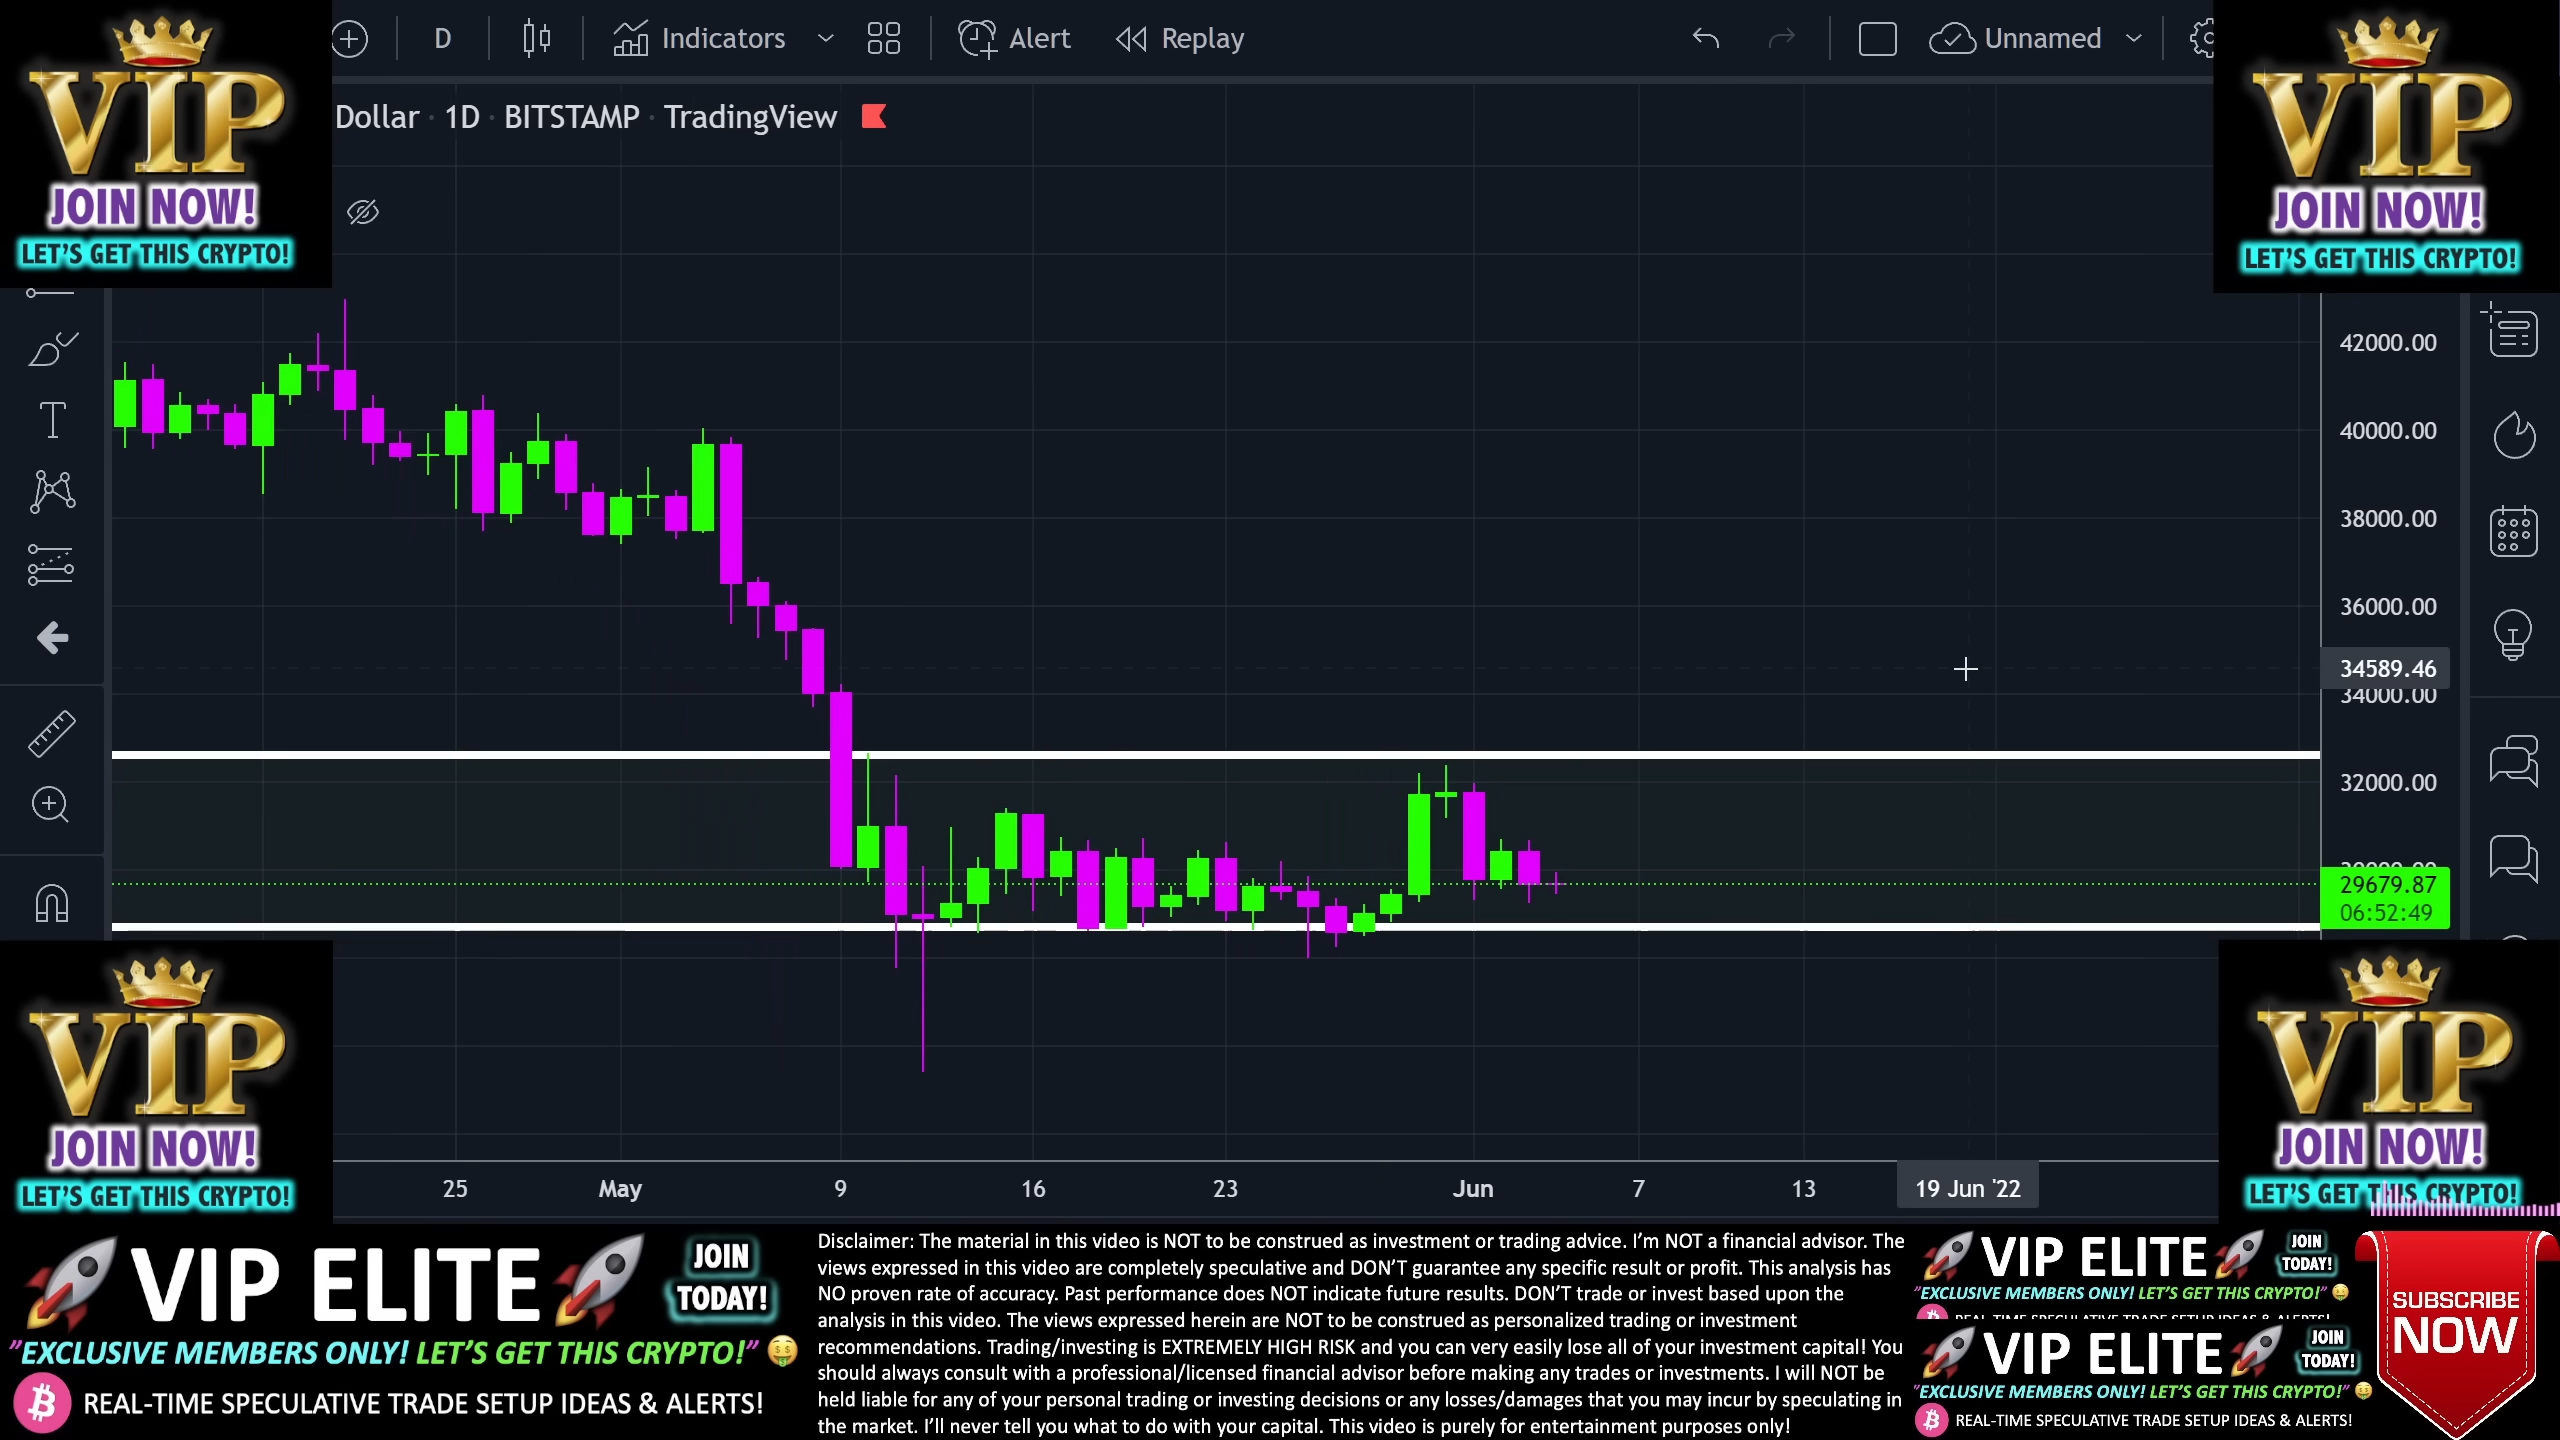 VIP
JOIN NOW!
LET'S GET THIS CRYPTO!
D
Indicators
Alert
Replay
Unnamed
VIP
JOIN NOW!
LET'S GET THIS CRYPTO!
Dollar · 1D · BITSTAMP · TradingView
42000.00
40000.00
38000.00
36000.00
34589.46
34000.00
32000.00
29679.87
06:52:49
VIP
JOIN NOW!
LET'S GET THIS CRYPTO!
VIP
JOIN NOW!
LET'S GET THIS CRYPTO!
25 May 9 16 23 Jun 7 13 19 Jun '22
VIP ELITE
JOIN
TODAY!
"EXCLUSIVE MEMBERS ONLY! LET'S GET THIS CRYPTO!"
REAL-TIME SPECULATIVE TRADE SETUP IDEAS & ALERTS!
Disclaimer: The material in this video is NOT to be construed as investment or trading advice. I'm NOT a financial advisor. The
views expressed in this video are completely speculative and DON'T guarantee any specific result or profit. This analysis has
NO proven rate of accuracy. Past performance does NOT indicate future results. DON'T trade or invest based upon the
analysis in this video. The views expressed herein are NOT to be construed as personalized trading or investment
recommendations. Trading/investing is EXTREMELY HIGH RISK and you can very easily lose all of your investment capital! You
should always consult with a professional/licensed financial advisor before making any trades or investments. I will NOT be
held liable for any of your personal trading or investing decisions or any losses/damages that you may incur by speculating in
the market. I'll never tell you what to do with your capital. This video is purely for entertainment purposes only!
VIP ELITE
JOIN
TODAY!
"EXCLUSIVE MEMBERS ONLY! LET'S GET THIS CRYPTO!"
VIP ELITE
JOIN
TODAY!
"EXCLUSIVE MEMBERS ONLY! LET'S GET THIS CRYPTO!"
REAL-TIME SPECULATIVE TRADE SETUP IDEAS & ALERTS!
SUBSCRIBE
NOW